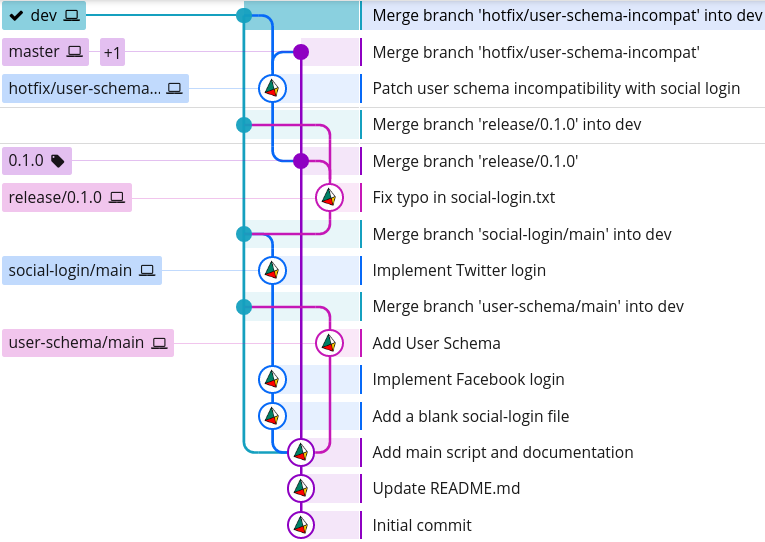 dev Merge branch 'hotfix/user-schema-incompat' into dev
master +1 Merge branch 'hotfix/user-schema-incompat'
hotfix/user-schema... Patch user schema incompatibility with social login
Merge branch 'release/0.1.0' into dev
0.1.0 Merge branch 'release/0.1.0'
release/0.1.0 Fix typo in social-login.txt
Merge branch 'social-login/main' into dev
social-login/main Implement Twitter login
Merge branch 'user-schema/main' into dev
user-schema/main Add User Schema
Implement Facebook login
Add a blank social-login file
Add main script and documentation
Update README.md
Initial commit